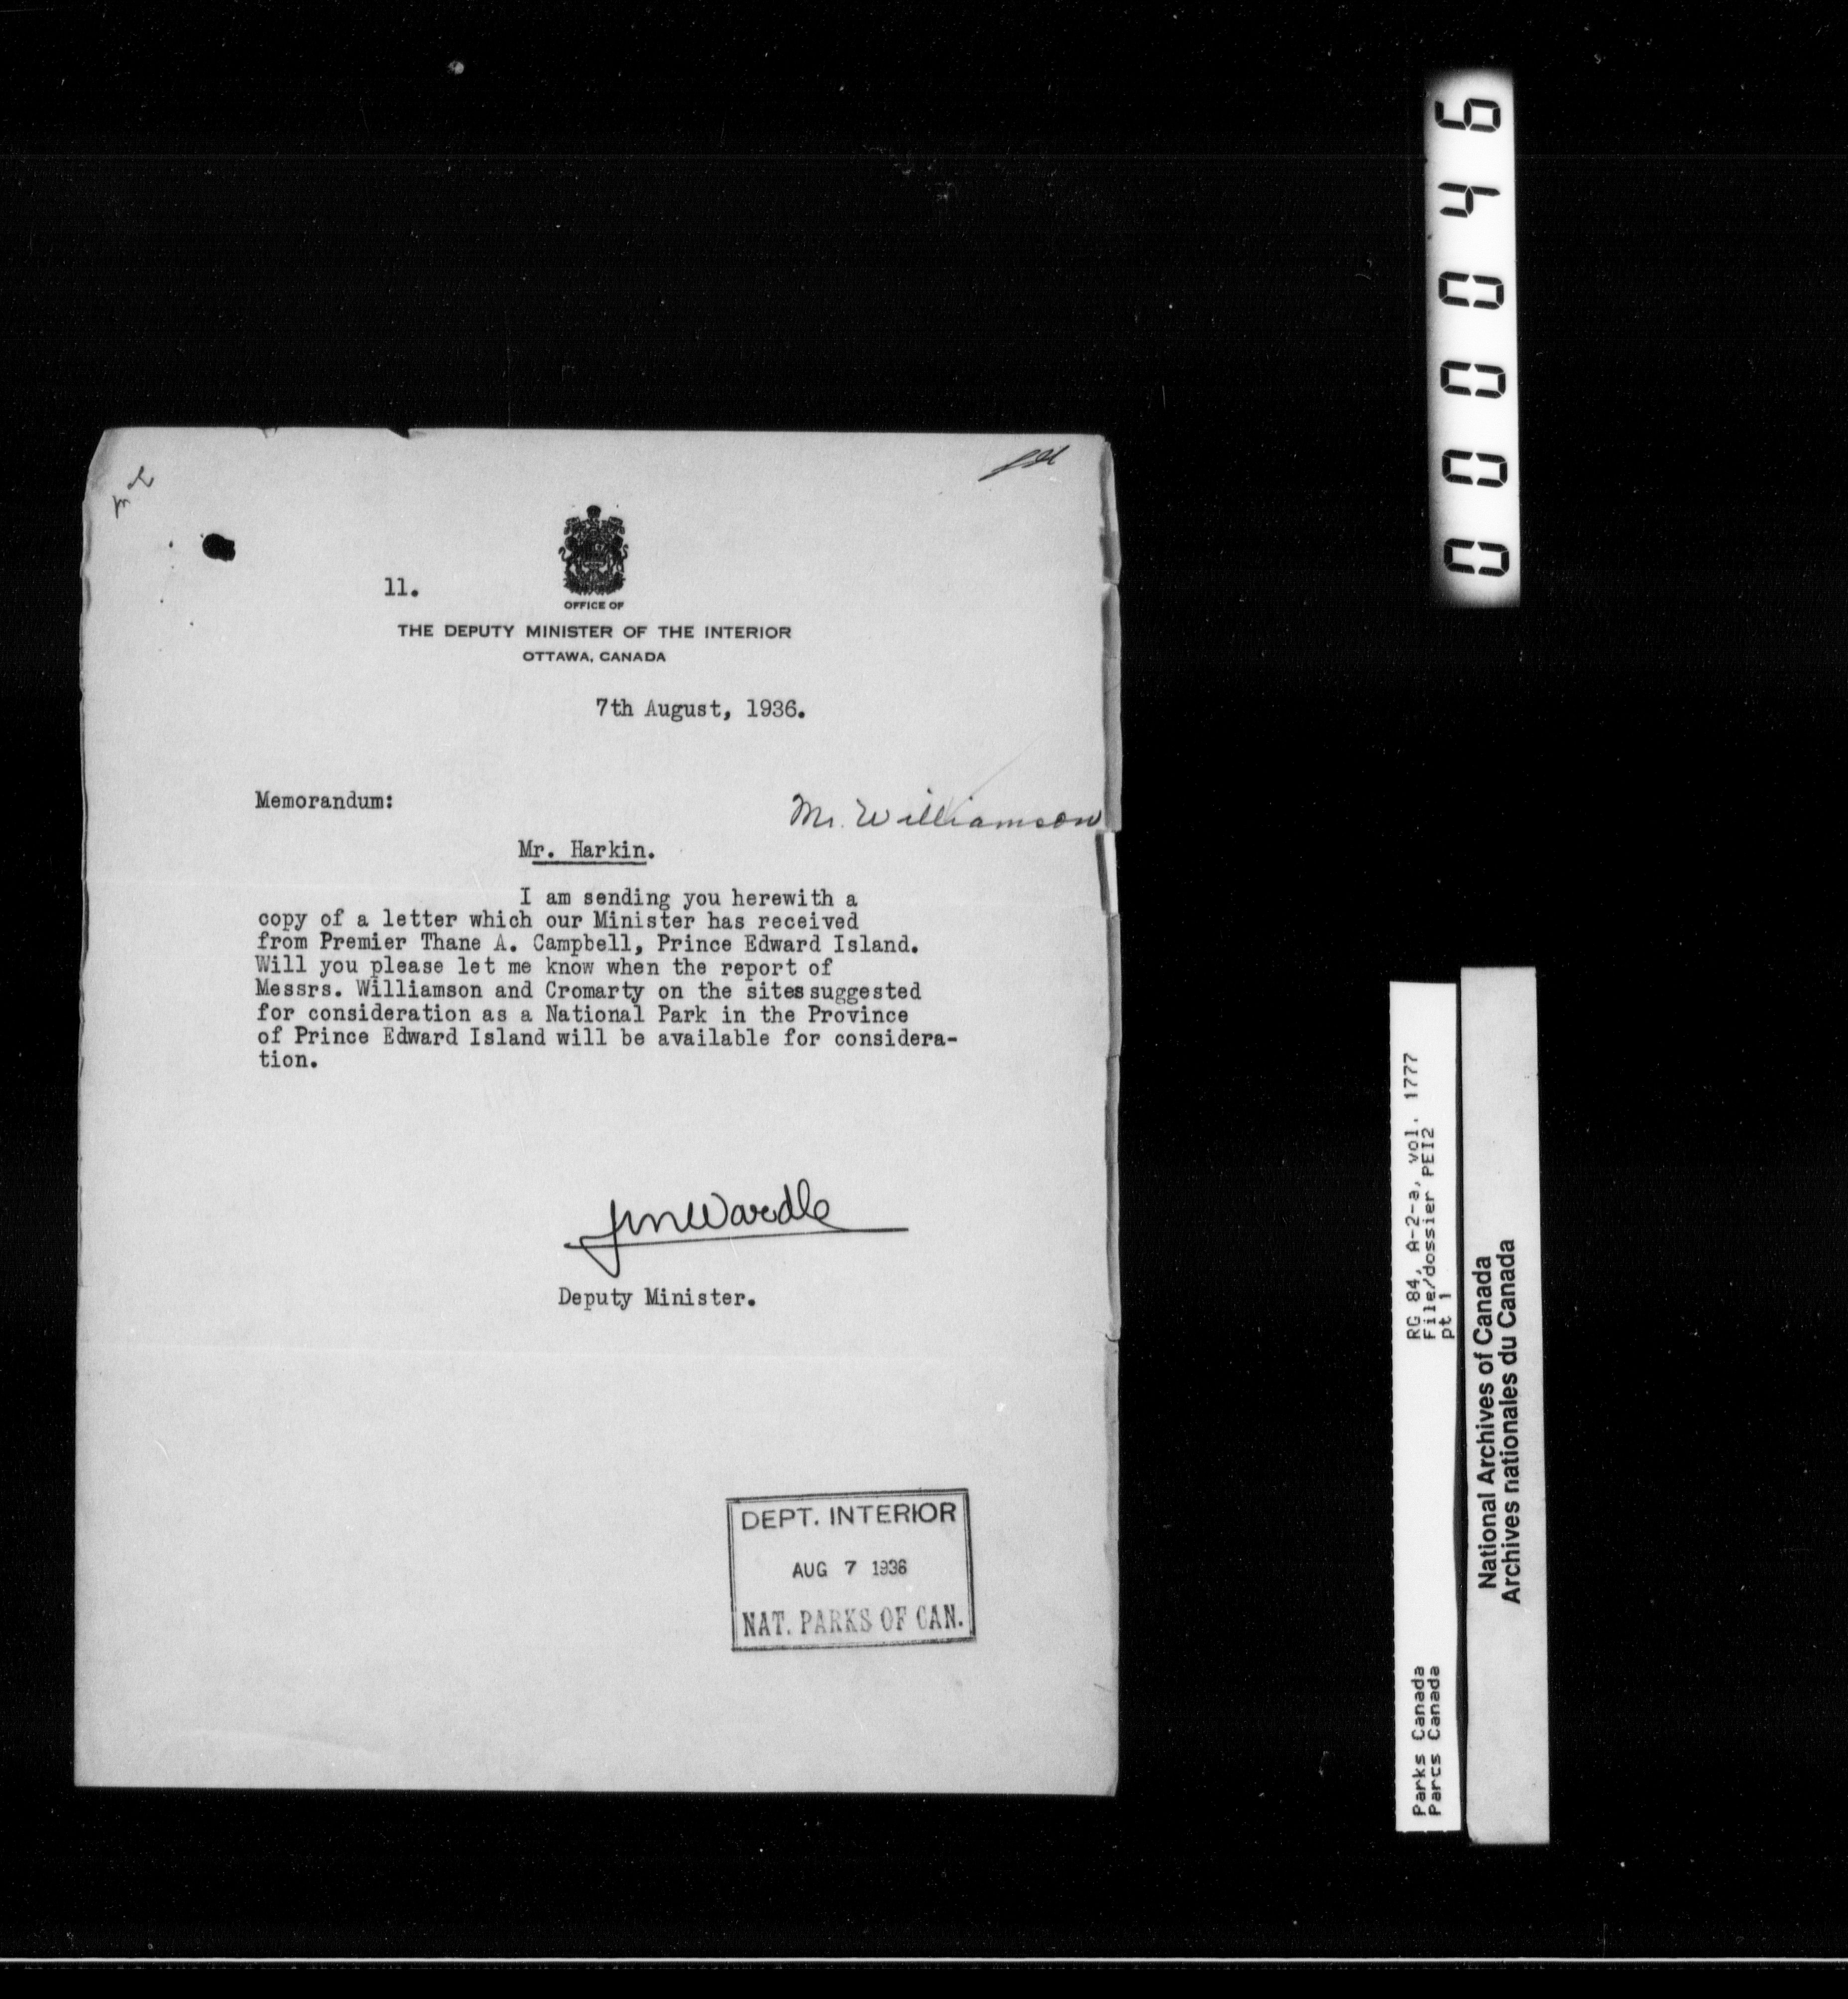 11.
OFFICE OF
THE DEPUTY MINISTER OF THE INTERIOR
OTTAWA, CANADA
7th August, 1936.
Memorandum:
Mr. Williamson
Mr. Harkin.
I am sending you herewith a
copy of a letter which our Minister has received
from Premier Thane A. Campbell, Prince Edward Island.
Will you please let me know when the report of
Messrs. Williamson and Cromarty on the sites suggested
for consideration as a National Park in the Province
of Prince Edward Island will be available for considera-
tion.
JMWardle
Deputy Minister.
DEPT. INTERIOR
AUG 7 1936
NAT. PARKS OF CAN.
000046
Parks Canada RG 84, A-2-a, vol. 1777
Parcs Canada File/dossier PEI2
pt 1
National Archives of Canada
Archives nationales du Canada